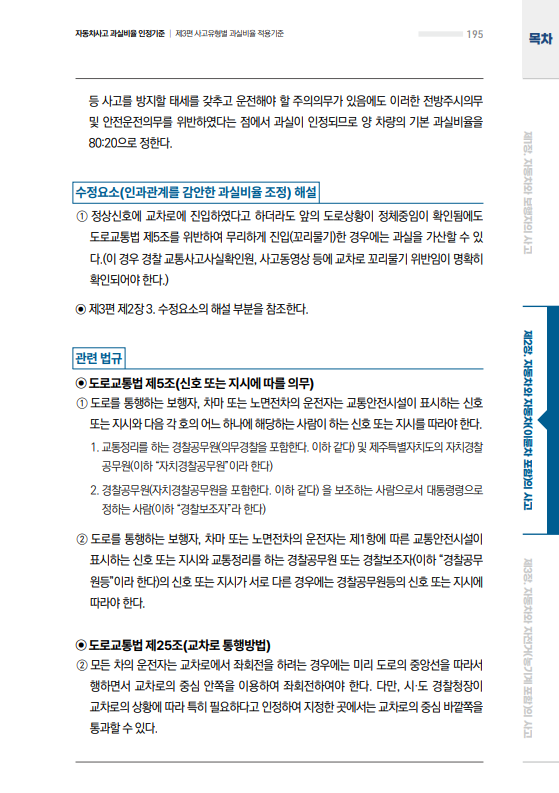 자동차사고 과실비율 인정기준 | 제3편 사고유형별 과실비율 적용기준
195
목차
등 사고를 방지할 태세를 갖추고 운전해야 할 주의의무가 있음에도 이러한 전방주시의무
및 안전운전의무를 위반하였다는 점에서 과실이 인정되므로 양 차량의 기본 과실비율을
80:20으로 정한다.
수정요소(인과관계를 감안한 과실비율 조정) 해설
① 정상신호에 교차로에 진입하였다고 하더라도 앞의 도로상황이 정체중임이 확인됨에도
도로교통법 제5조를 위반하여 무리하게 진입(꼬리물기)한 경우에는 과실을 가산할 수 있
다.(이 경우 경찰 교통사고사실확인원, 사고동영상 등에 교차로 꼬리물기 위반임이 명확히
확인되어야 한다.)
◉ 제3편 제2장 3. 수정요소의 해설 부분을 참조한다.
관련 법규
◉ 도로교통법 제5조(신호 또는 지시에 따를 의무)
① 도로를 통행하는 보행자, 차마 또는 노면전차의 운전자는 교통안전시설이 표시하는 신호
또는 지시와 다음 각 호의 어느 하나에 해당하는 사람이 하는 신호 또는 지시를 따라야 한다.
1. 교통정리를 하는 경찰공무원(의무경찰을 포함한다. 이하 같다) 및 제주특별자치도의 자치경찰
공무원(이하 “자치경찰공무원”이라 한다)
2. 경찰공무원(자치경찰공무원을 포함한다. 이하 같다) 을 보조하는 사람으로서 대통령령으로
정하는 사람(이하 “경찰보조자”라 한다)
② 도로를 통행하는 보행자, 차마 또는 노면전차의 운전자는 제1항에 따른 교통안전시설이
표시하는 신호 또는 지시와 교통정리를 하는 경찰공무원 또는 경찰보조자(이하 “경찰공무
원등”이라 한다)의 신호 또는 지시가 서로 다른 경우에는 경찰공무원등의 신호 또는 지시에
따라야 한다.
◉ 도로교통법 제25조(교차로 통행방법)
② 모든 차의 운전자는 교차로에서 좌회전을 하려는 경우에는 미리 도로의 중앙선을 따라서
행하면서 교차로의 중심 안쪽을 이용하여 좌회전하여야 한다. 다만, 시·도 경찰청장이
교차로의 상황에 따라 특히 필요하다고 인정하여 지정한 곳에서는 교차로의 중심 바깥쪽을
통과할 수 있다.
제1장. 자동차와 보행자의 사고
제2장. 자동차와 자동차(이륜차 포함)의 사고
제3장. 자동차와 자전거(농기계 포함)의 사고